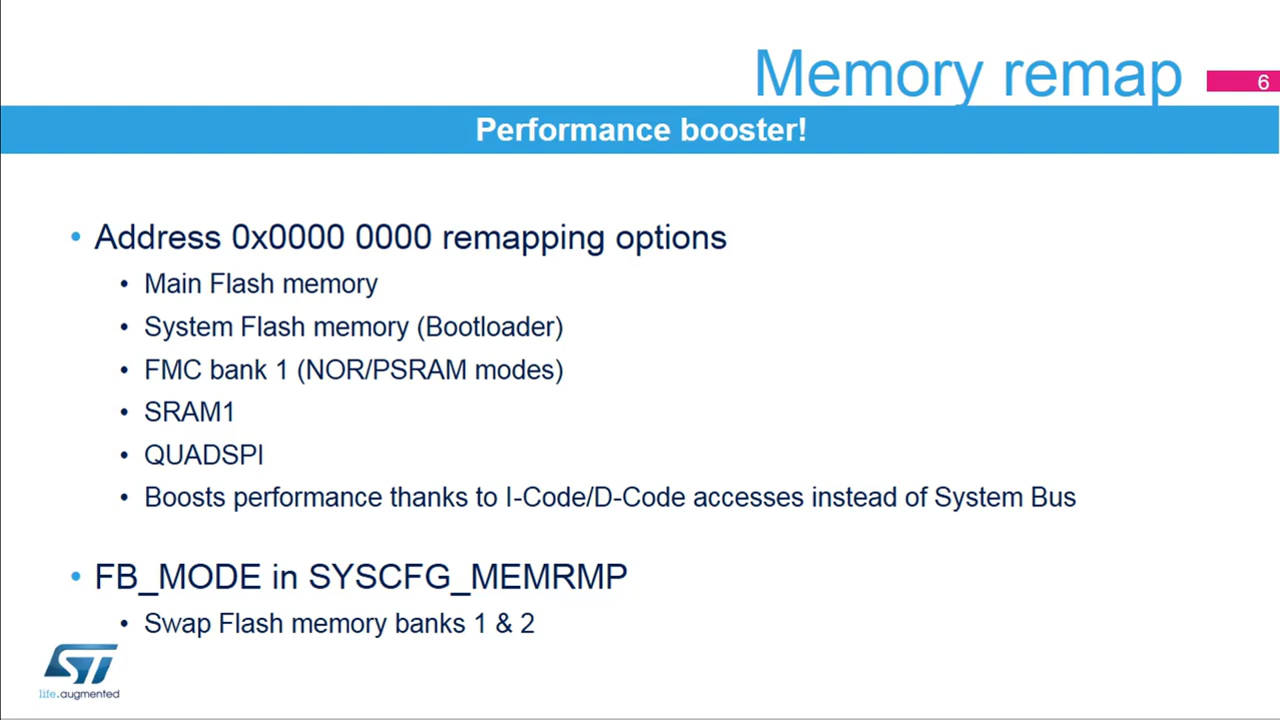 Memory remap
6
Performance booster!
• Address 0x0000 0000 remapping options
• Main Flash memory
• System Flash memory (Bootloader)
• FMC bank 1 (NOR/PSRAM modes)
• SRAM1
• QUADSPI
• Boosts performance thanks to I-Code/D-Code accesses instead of System Bus
• FB_MODE in SYSCFG_MEMRMP
• Swap Flash memory banks 1 & 2
ST
life.augmented